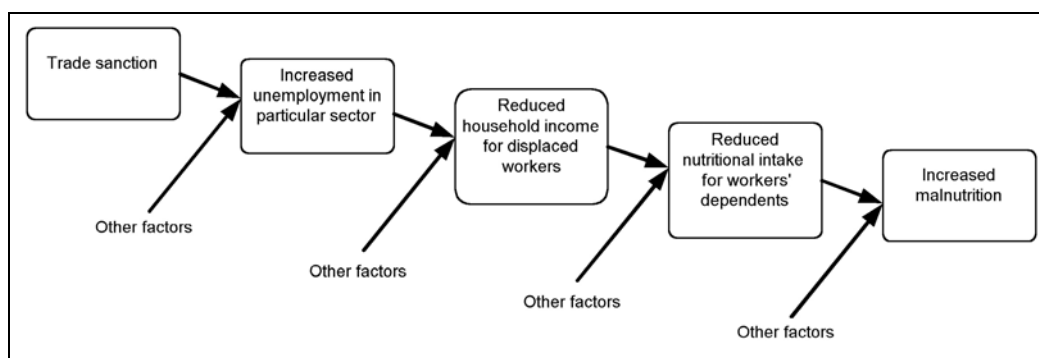 Trade sanction
Increased
unemployment in
particular sector
Reduced
household income
for displaced
workers
Reduced
nutritional intake
for workers'
dependents
Increased
malnutrition
Other factors
Other factors
Other factors
Other factors